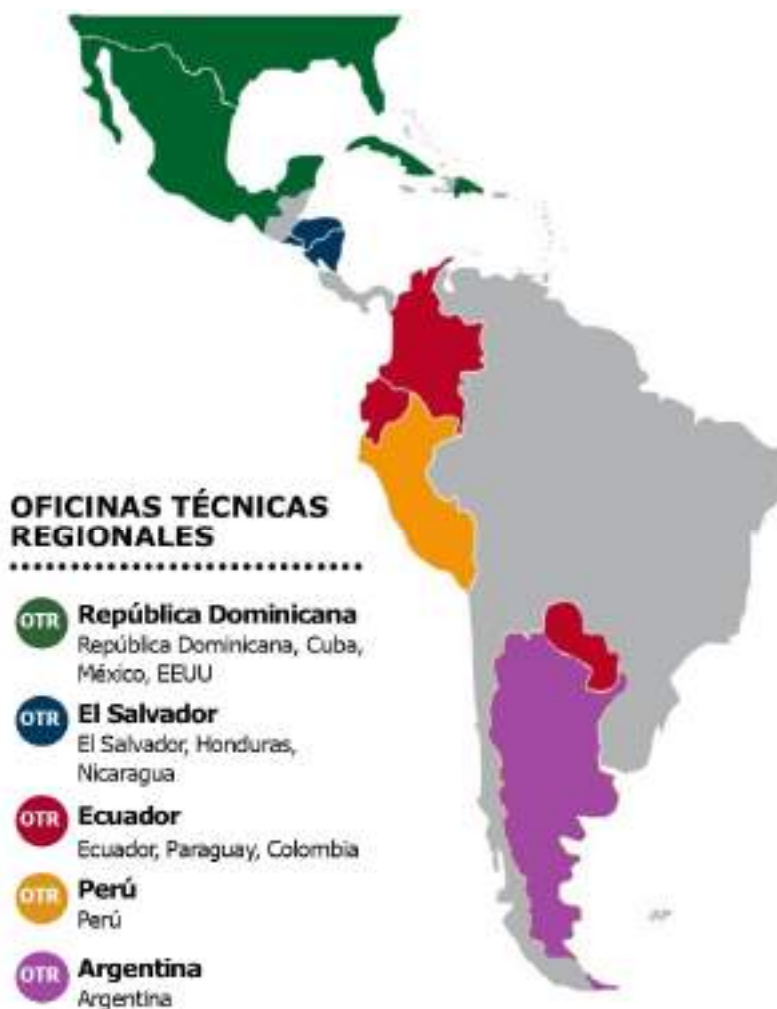 OFICINAS TÉCNICAS
REGIONALES
OTR República Dominicana
República Dominicana, Cuba,
México, EEUU
OTR El Salvador
El Salvador, Honduras,
Nicaragua
OTR Ecuador
Ecuador, Paraguay, Colombia
OTR Perú
Perú
OTR Argentina
Argentina